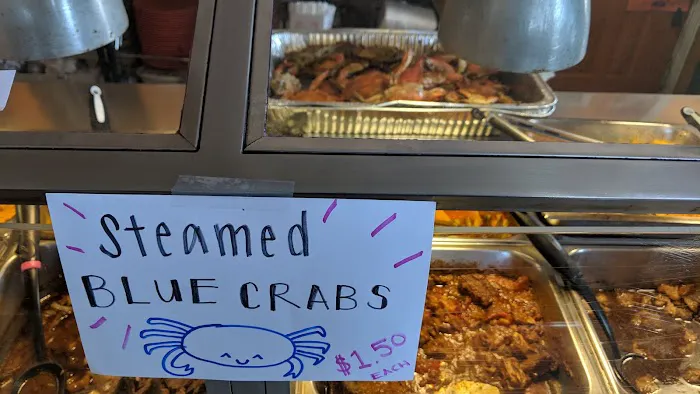 Steamed
BLUE CRABS
$1.50
EACH